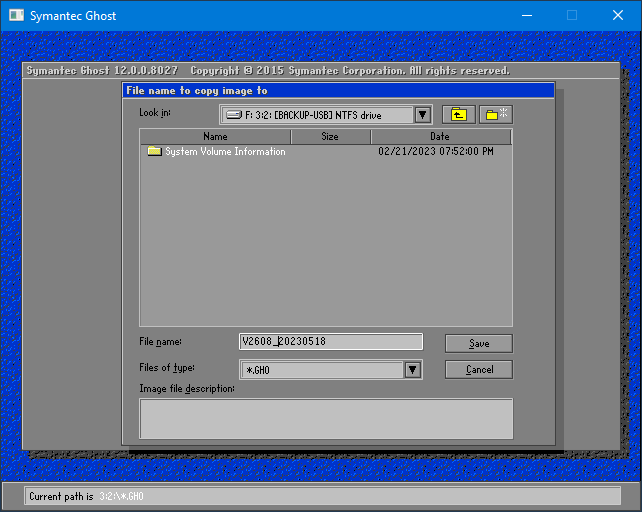 Symantec Ghost
Symantec Ghost 12.0.0.8027 Copyright © 2015 Symantec Corporation. All rights reserved.
File name to copy image to
Look in: F: 3:2: [BACKUP-USB] NTFS drive
Name Size Date
System Volume Information 02/21/2023 07:52:00 PM
File name: V2608_20230518 Save
Files of type: *.GHO Cancel
Image file description:
Current path is 3:2:\*.GHO